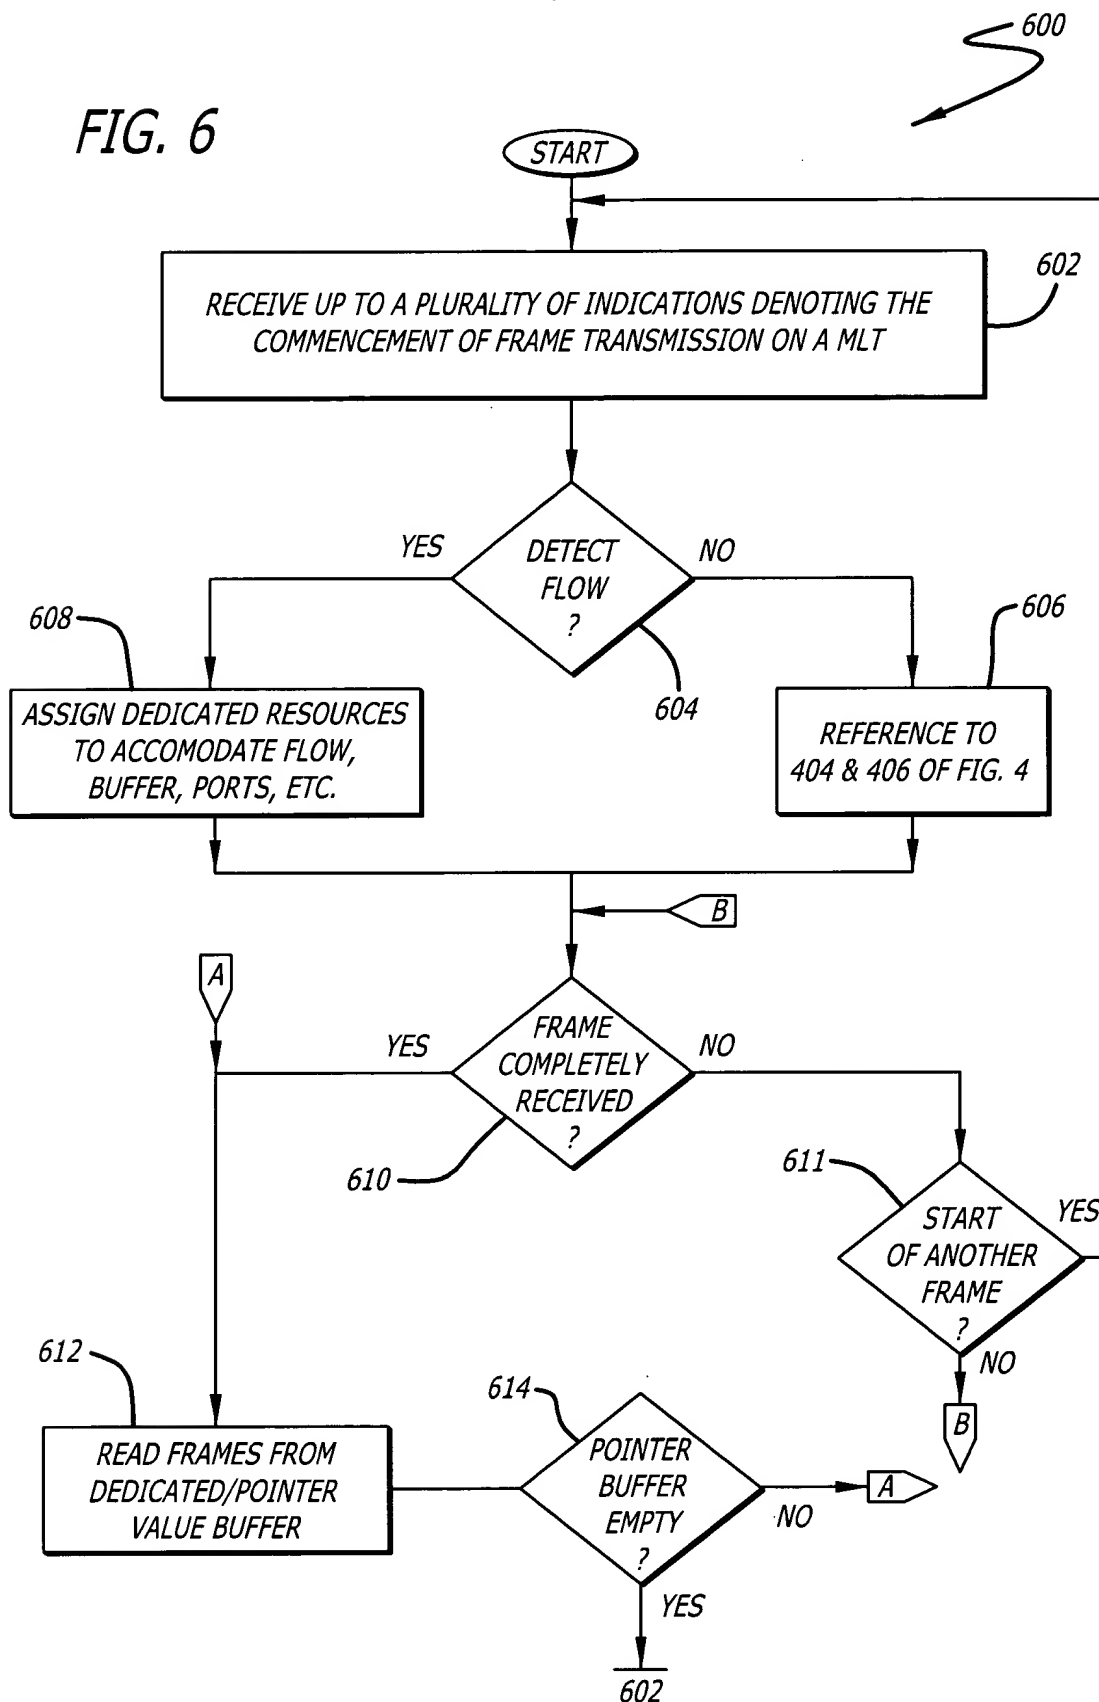 600
FIG. 6
START
602
RECEIVE UP TO A PLURALITY OF INDICATIONS DENOTING THE
COMMENCEMENT OF FRAME TRANSMISSION ON A MLT
YES
DETECT
FLOW
?
NO
604
608
ASSIGN DEDICATED RESOURCES
TO ACCOMODATE FLOW,
BUFFER, PORTS, ETC.
606
REFERENCE TO
404 & 406 OF FIG. 4
B
A
YES
FRAME
COMPLETELY
RECEIVED
?
NO
610
611
START
OF ANOTHER
FRAME
?
YES
NO
B
612
READ FRAMES FROM
DEDICATED/POINTER
VALUE BUFFER
614
POINTER
BUFFER
EMPTY
?
NO
A
YES
602